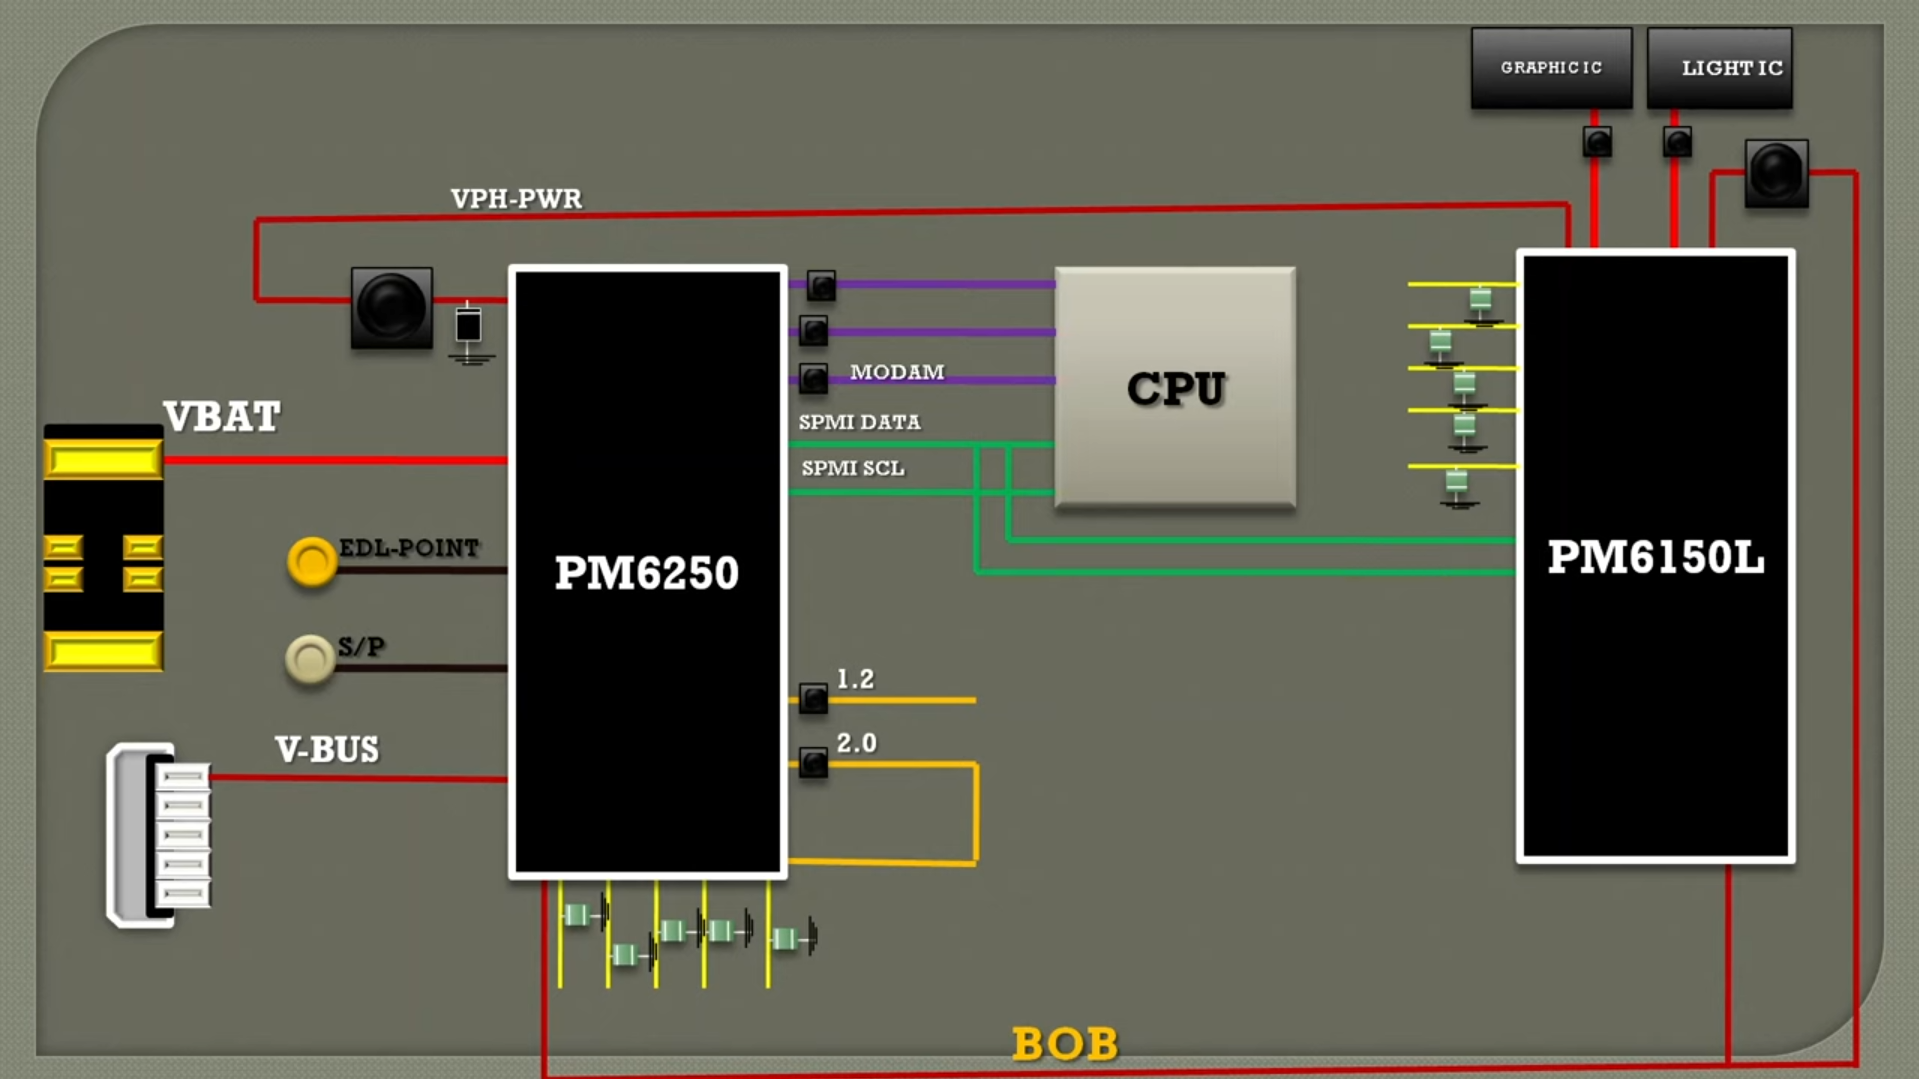 GRAPHIC IC
LIGHT IC
VPH-PWR
VBAT
MODAM
CPU
SPMI DATA
SPMI SCL
EDL-POINT
PM6250
PM6150L
S/P
1.2
V-BUS
2.0
BOB